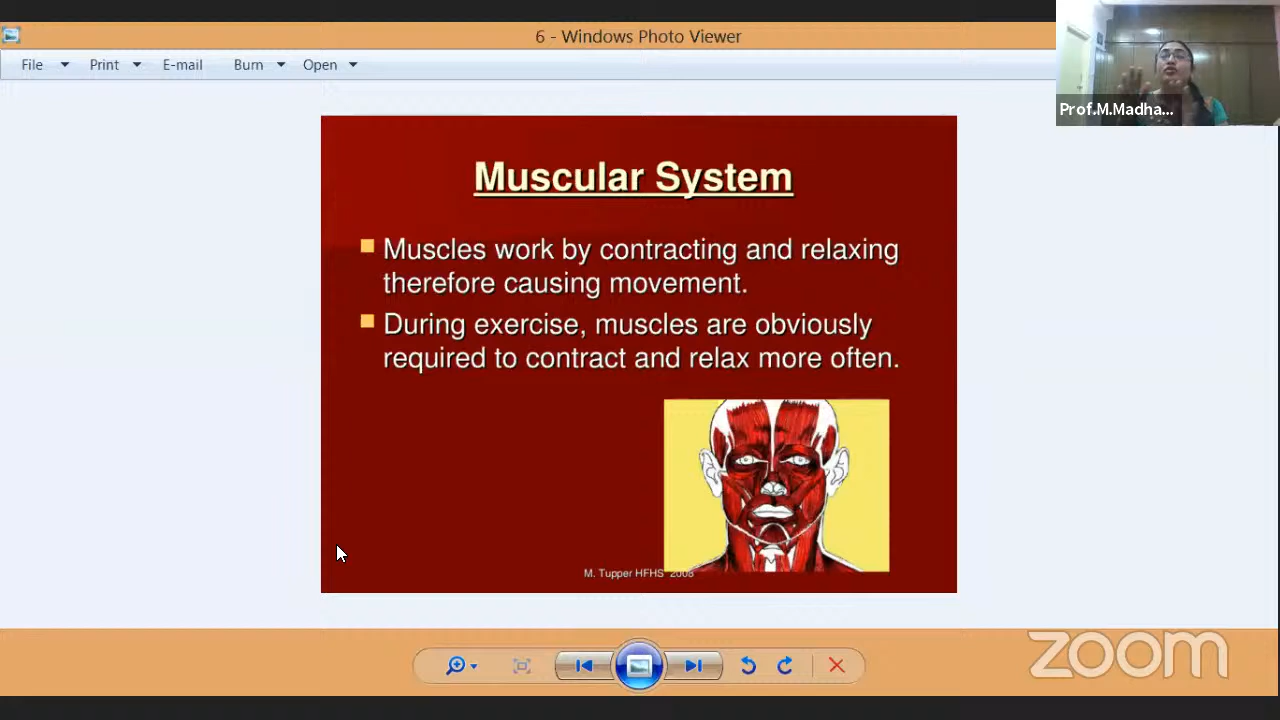 6 - Windows Photo Viewer
File Print E-mail Burn Open
Prof.M.Madha...
Muscular System
Muscles work by contracting and relaxing
therefore causing movement.
During exercise, muscles are obviously
required to contract and relax more often.
M. Tupper HFHS 2008
zoom